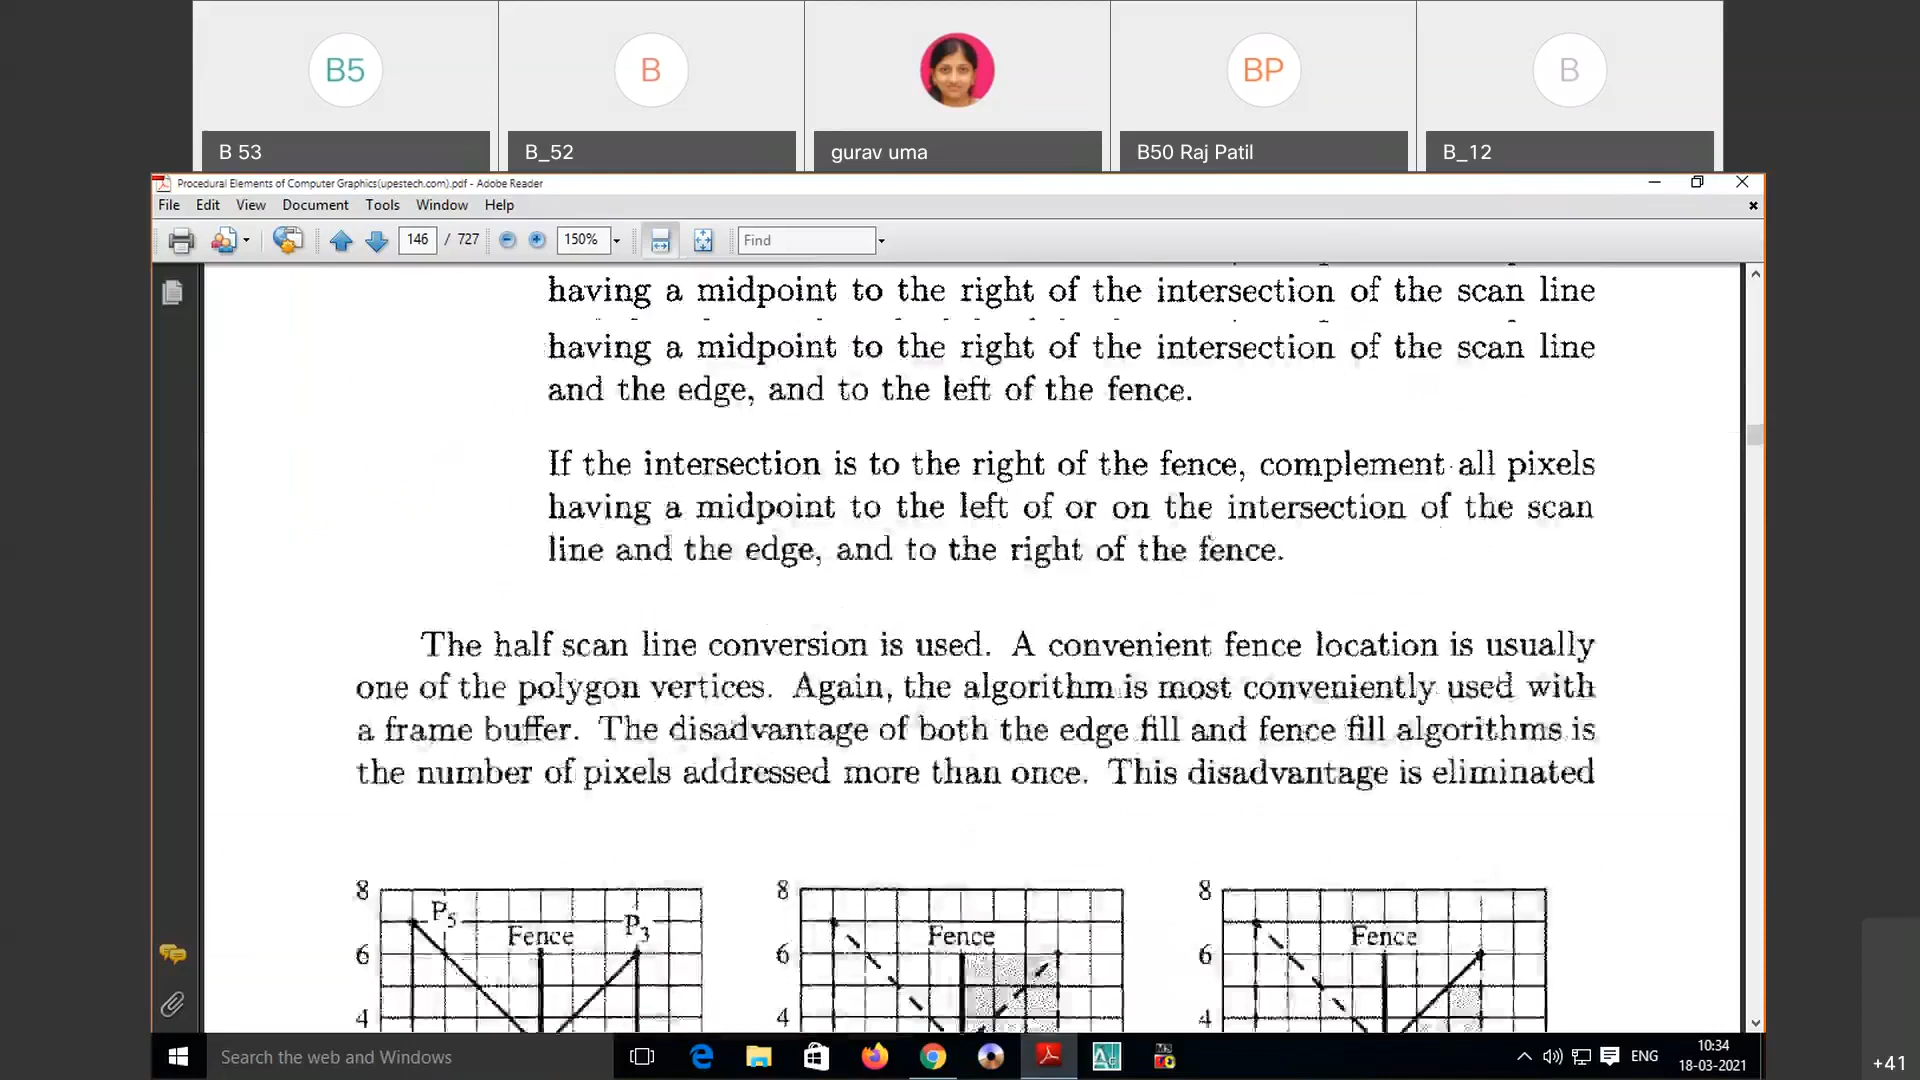 B5
B
BP
B
B 53
B_52
gurav uma
B50 Raj Patil
B_12
Procedural Elements of Computer Graphics(upestech.com).pdf - Adobe Reader
File Edit View Document Tools Window Help
146 / 727 150% Find
having a midpoint to the right of the intersection of the scan line
having a midpoint to the right of the intersection of the scan line
and the edge, and to the left of the fence.
If the intersection is to the right of the fence, complement all pixels
having a midpoint to the left of or on the intersection of the scan
line and the edge, and to the right of the fence.
The half scan line conversion is used. A convenient fence location is usually
one of the polygon vertices. Again, the algorithm is most conveniently used with
a frame buffer. The disadvantage of both the edge fill and fence fill algorithms is
the number of pixels addressed more than once. This disadvantage is eliminated
8
P5
Fence
P3
6
4
8
Fence
6
4
8
Fence
6
4
Search the web and Windows
ENG
10:34
18-03-2021
+41